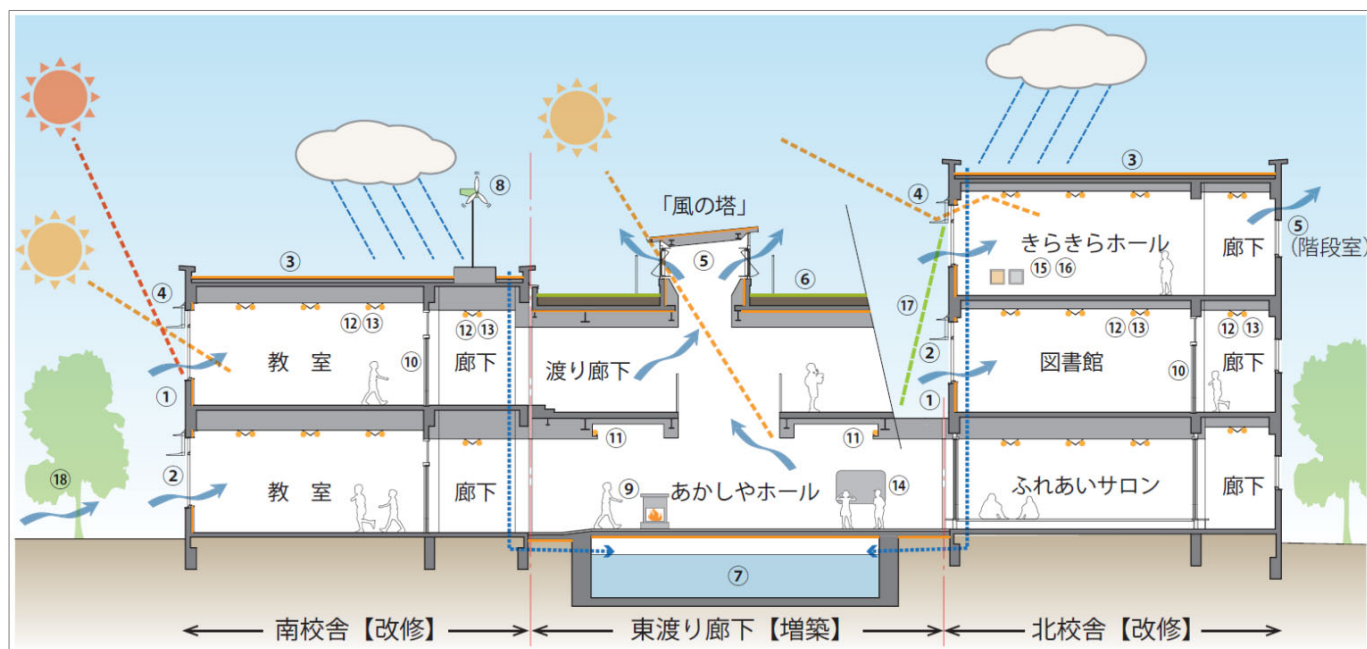 ⑧
③
④
⑤
「風の塔」
④
③
⑤
(階段室)
⑤
⑥
きらきらホール
廊下
⑮ ⑯
④
⑫ ⑬
⑫ ⑬
⑰
⑫ ⑬
⑫ ⑬
教 室
⑩
廊下
渡り廊下
②
図書館
⑩
廊下
①
①
⑪
⑪
⑱
②
教 室
廊下
⑨
あかしやホール
⑭
ふれあいサロン
廊下
⑦
南校舎【改修】
東渡り廊下【増築】
北校舎【改修】